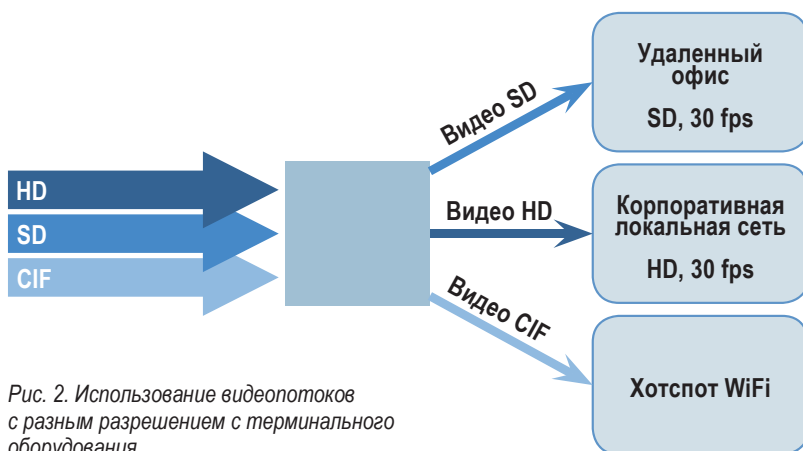 HD
SD
CIF
Видео SD
Видео HD
Видео CIF
Удаленный
офис
SD, 30 fps
Корпоративная
локальная сеть
HD, 30 fps
Хотспот WiFi
Рис. 2. Использование видеопотоков
с разным разрешением с терминального
оборудования